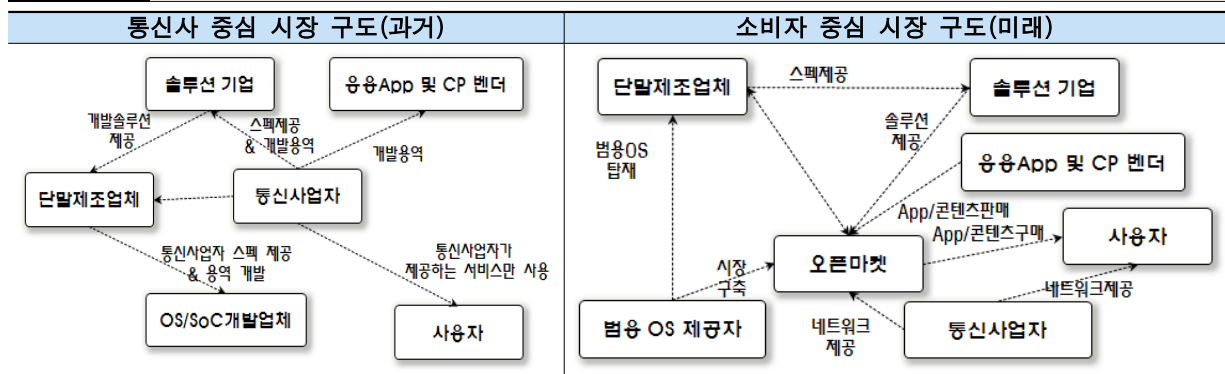 통신사 중심 시장 구도(과거)
솔루션 기업
응용App 및 CP 벤더
개발솔루션
제공
스펙제공
& 개발용역
개발용역
단말제조업체
통신사업자
통신사업자 스펙 제공
& 용역 개발
통신사업자가
제공하는 서비스만 사용
OS/SoC개발업체
사용자
소비자 중심 시장 구도(미래)
단말제조업체
스펙제공
솔루션 기업
솔루션
제공
범용OS
탑재
응용App 및 CP 벤더
App/콘텐츠판매
App/콘텐츠구매
사용자
오픈마켓
시장
구축
네트워크제공
범용 OS 제공자
네트워크
제공
통신사업자